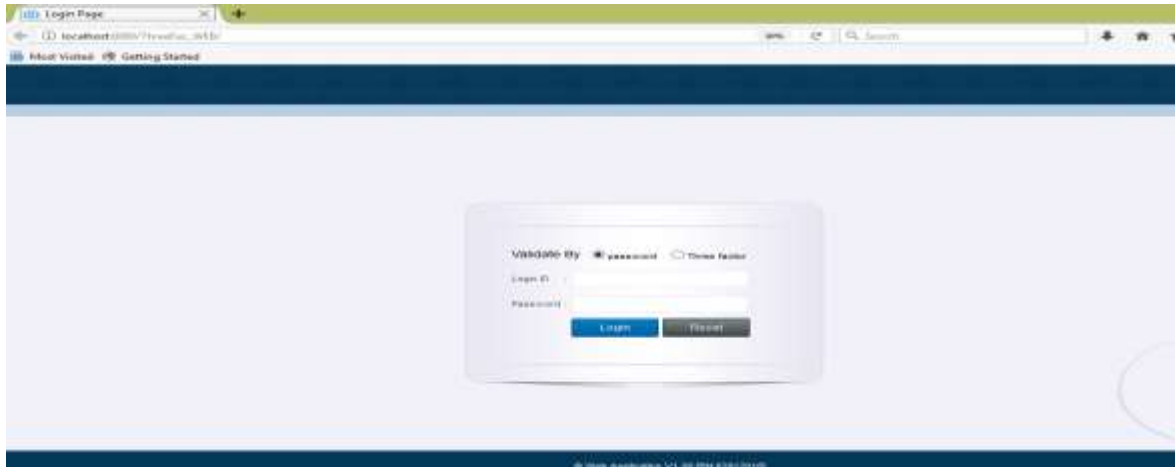 Login Page
localhost
Search
Most Visited Getting Started
Validate By password Three factor
Login ID
Password
Login Reset